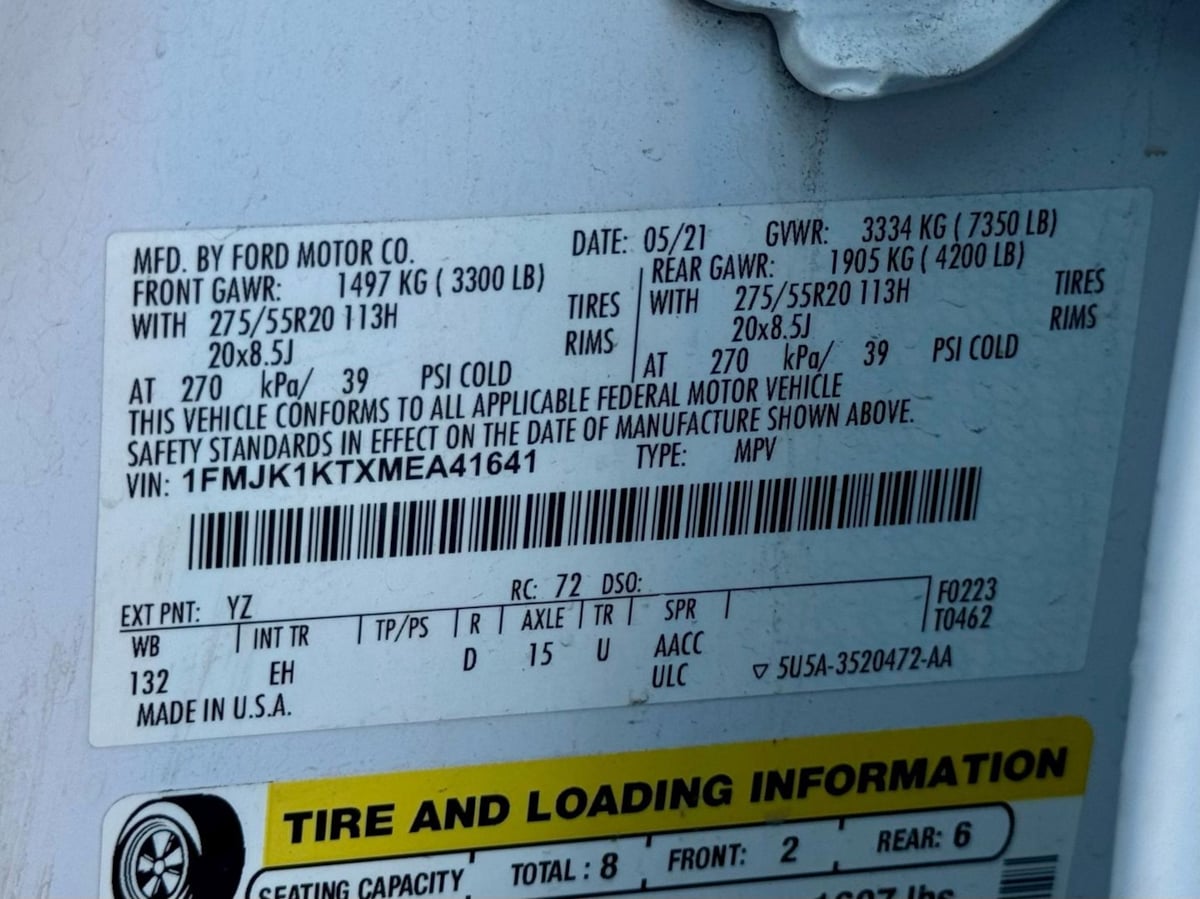 MFD. BY FORD MOTOR CO. DATE: 05/21 GVWR: 3334 KG ( 7350 LB)
FRONT GAWR: 1497 KG ( 3300 LB) REAR GAWR: 1905 KG ( 4200 LB)
WITH 275/55R20 113H TIRES WITH 275/55R20 113H TIRES
20x8.5J RIMS 20x8.5J RIMS
AT 270 kPa/ 39 PSI COLD AT 270 kPa/ 39 PSI COLD
THIS VEHICLE CONFORMS TO ALL APPLICABLE FEDERAL MOTOR VEHICLE
SAFETY STANDARDS IN EFFECT ON THE DATE OF MANUFACTURE SHOWN ABOVE.
VIN: 1FMJK1KTXMEA41641 TYPE: MPV
EXT PNT: YZ RC: 72 DSO: F0223
WB INT TR TP/PS R AXLE TR SPR T0462
132 EH D 15 U AACC
ULC ▽ 5U5A-3520472-AA
MADE IN U.S.A.
TIRE AND LOADING INFORMATION
SEATING CAPACITY TOTAL : 8 FRONT: 2 REAR: 6
lbs